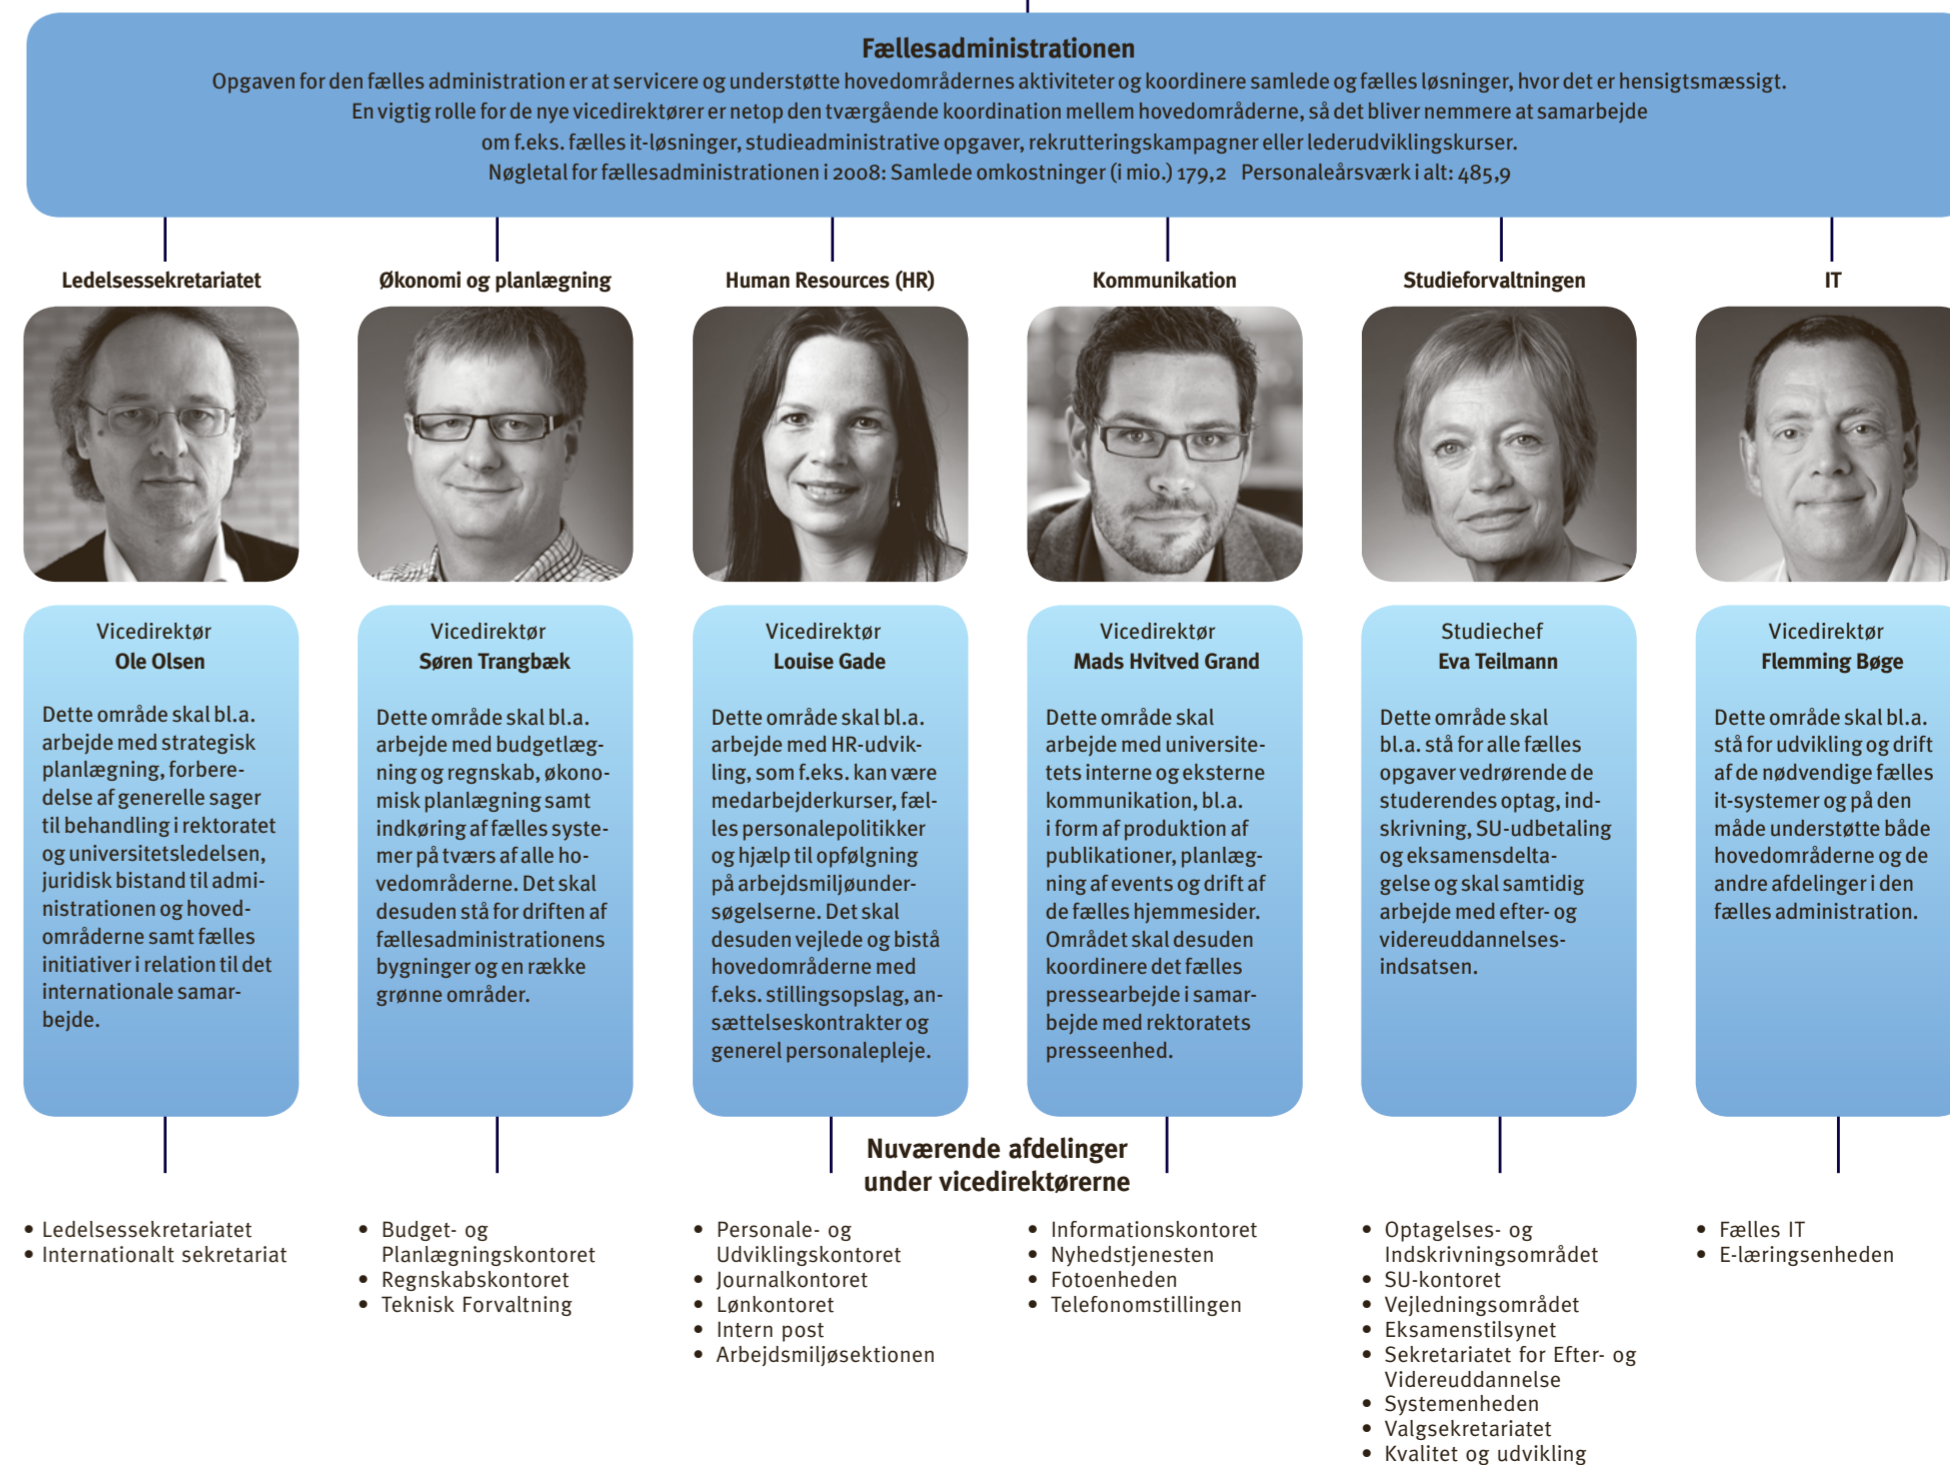 Fællesadministrationen
Opgaven for den fælles administration er at servicere og understøtte hovedområdernes aktiviteter og koordinere samlede og fælles løsninger, hvor det er hensigtsmæssigt.
En vigtig rolle for de nye vicedirektører er netop den tværgående koordination mellem hovedområderne, så det bliver nemmere at samarbejde
om f.eks. fælles it-løsninger, studieadministrative opgaver, rekrutteringskampagner eller lederudviklingskurser.
Nøgletal for fællesadministrationen i 2008: Samlede omkostninger (i mio.) 179,2 Personaleårsværk i alt: 485,9
Ledelsessekretariatet
Økonomi og planlægning
Human Resources (HR)
Kommunikation
Studieforvaltningen
IT
Vicedirektør
Ole Olsen
Dette område skal bl.a.
arbejde med strategisk
planlægning, forbere-
delse af generelle sager
til behandling i rektoratet
og universitetsledelsen,
juridisk bistand til admi-
nistrationen og hoved-
områderne samt fælles
initiativer i relation til det
internationale samar-
bejde.
Vicedirektør
Søren Trangbæk
Dette område skal bl.a.
arbejde med budgetlæg-
ning og regnskab, økono-
misk planlægning samt
indkøring af fælles syste-
mer på tværs af alle ho-
vedområderne. Det skal
desuden stå for driften af
fællesadministrationens
bygninger og en række
grønne områder.
Vicedirektør
Louise Gade
Dette område skal bl.a.
arbejde med HR-udvik-
ling, som f.eks. kan være
medarbejderkurser, fæl-
les personalepolitikker
og hjælp til opfølgning
på arbejdsmiljøunder-
søgelserne. Det skal
desuden vejlede og bistå
hovedområderne med
f.eks. stillingsopslag, an-
sættelseskontrakter og
generel personalepleje.
Vicedirektør
Mads Hvitved Grand
Dette område skal
arbejde med universite-
tets interne og eksterne
kommunikation, bl.a.
i form af produktion af
publikationer, planlæg-
ning af events og drift af
de fælles hjemmesider.
Området skal desuden
koordinere det fælles
pressearbejde i samar-
bejde med rektoratets
presseenhed.
Studiechef
Eva Teilmann
Dette område skal
bl.a. stå for alle fælles
opgaver vedrørende de
studerendes optag, ind-
skrivning, SU-udbetaling
og eksamensdelta-
gelse og skal samtidig
arbejde med efter- og
videreuddannelses-
indsatsen.
Vicedirektør
Flemming Bøge
Dette område skal bl.a.
stå for udvikling og drift
af de nødvendige fælles
it-systemer og på den
måde understøtte både
hovedområderne og de
andre afdelinger i den
fælles administration.
Nuværende afdelinger
under vicedirektørerne
• Ledelsessekretariatet
• Internationalt sekretariat
• Budget- og
Planlægningskontoret
• Regnskabskontoret
• Teknisk Forvaltning
• Personale- og
Udviklingskontoret
• Journalkontoret
• Lønkontoret
• Intern post
• Arbejdsmiljøsektionen
• Informationskontoret
• Nyhedstjenesten
• Fotoenheden
• Telefonomstillingen
• Optagelses- og
Indskrivningsområdet
• SU-kontoret
• Vejledningsområdet
• Eksamenstilsynet
• Sekretariatet for Efter- og
Videreuddannelse
• Systemenheden
• Valgsekretariatet
• Kvalitet og udvikling
• Fælles IT
• E-læringsenheden